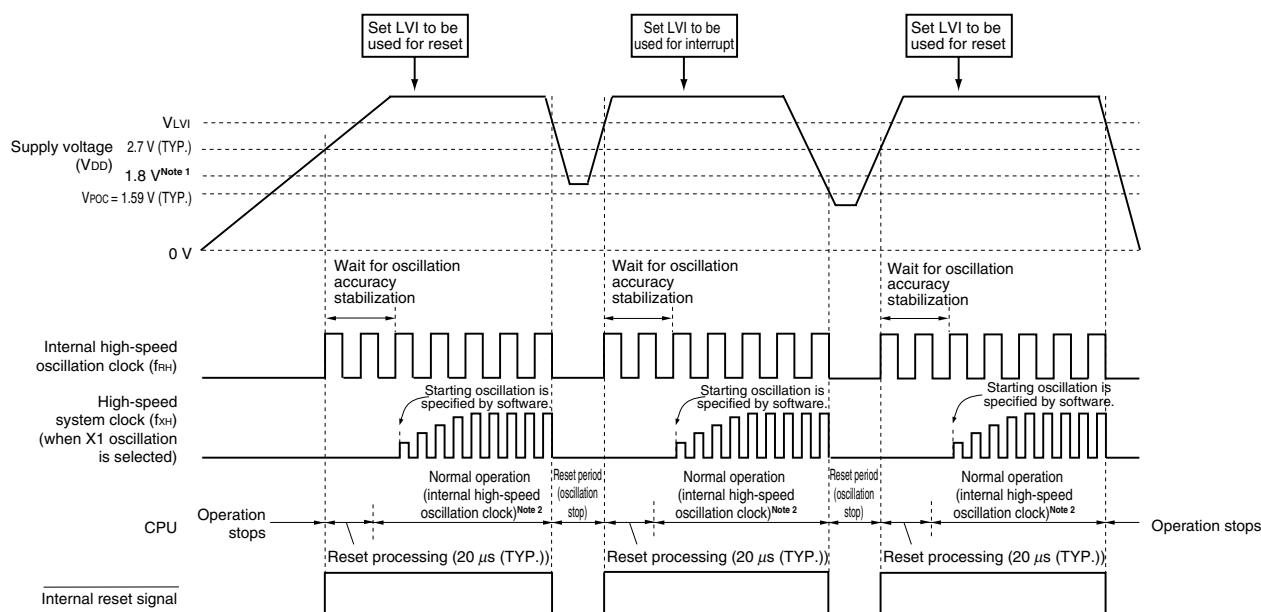 Set LVI to be
used for reset
Set LVI to be
used for interrupt
Set LVI to be
used for reset
VLVI
Supply voltage
(VDD)
2.7 V (TYP.)
1.8 V Note 1
VPOC = 1.59 V (TYP.)
0 V
Wait for oscillation
accuracy
stabilization
Wait for oscillation
accuracy
stabilization
Wait for oscillation
accuracy
stabilization
Internal high-speed
oscillation clock (fRH)
High-speed
system clock (fXH)
(when X1 oscillation
is selected)
Starting oscillation is
specified by software.
Starting oscillation is
specified by software.
Starting oscillation is
specified by software.
CPU
Operation
stops
Normal operation
(internal high-speed
oscillation clock)Note 2
Reset period
(oscillation
stop)
Normal operation
(internal high-speed
oscillation clock)Note 2
Reset period
(oscillation
stop)
Normal operation
(internal high-speed
oscillation clock)Note 2
Operation stops
Reset processing (20 μs (TYP.))
Reset processing (20 μs (TYP.))
Reset processing (20 μs (TYP.))
Internal reset signal